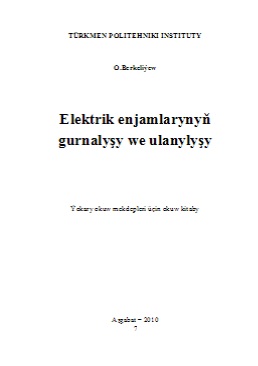 TÜRKMEN POLITEHNIKI INSTITUTY
O.Berkeliýew
Elektrik enjamlarynyň
gurnalyşy we ulanylyşy
Ýokary okuw mekdepleri üçin okuw kitaby
Aşgabat – 2010
7